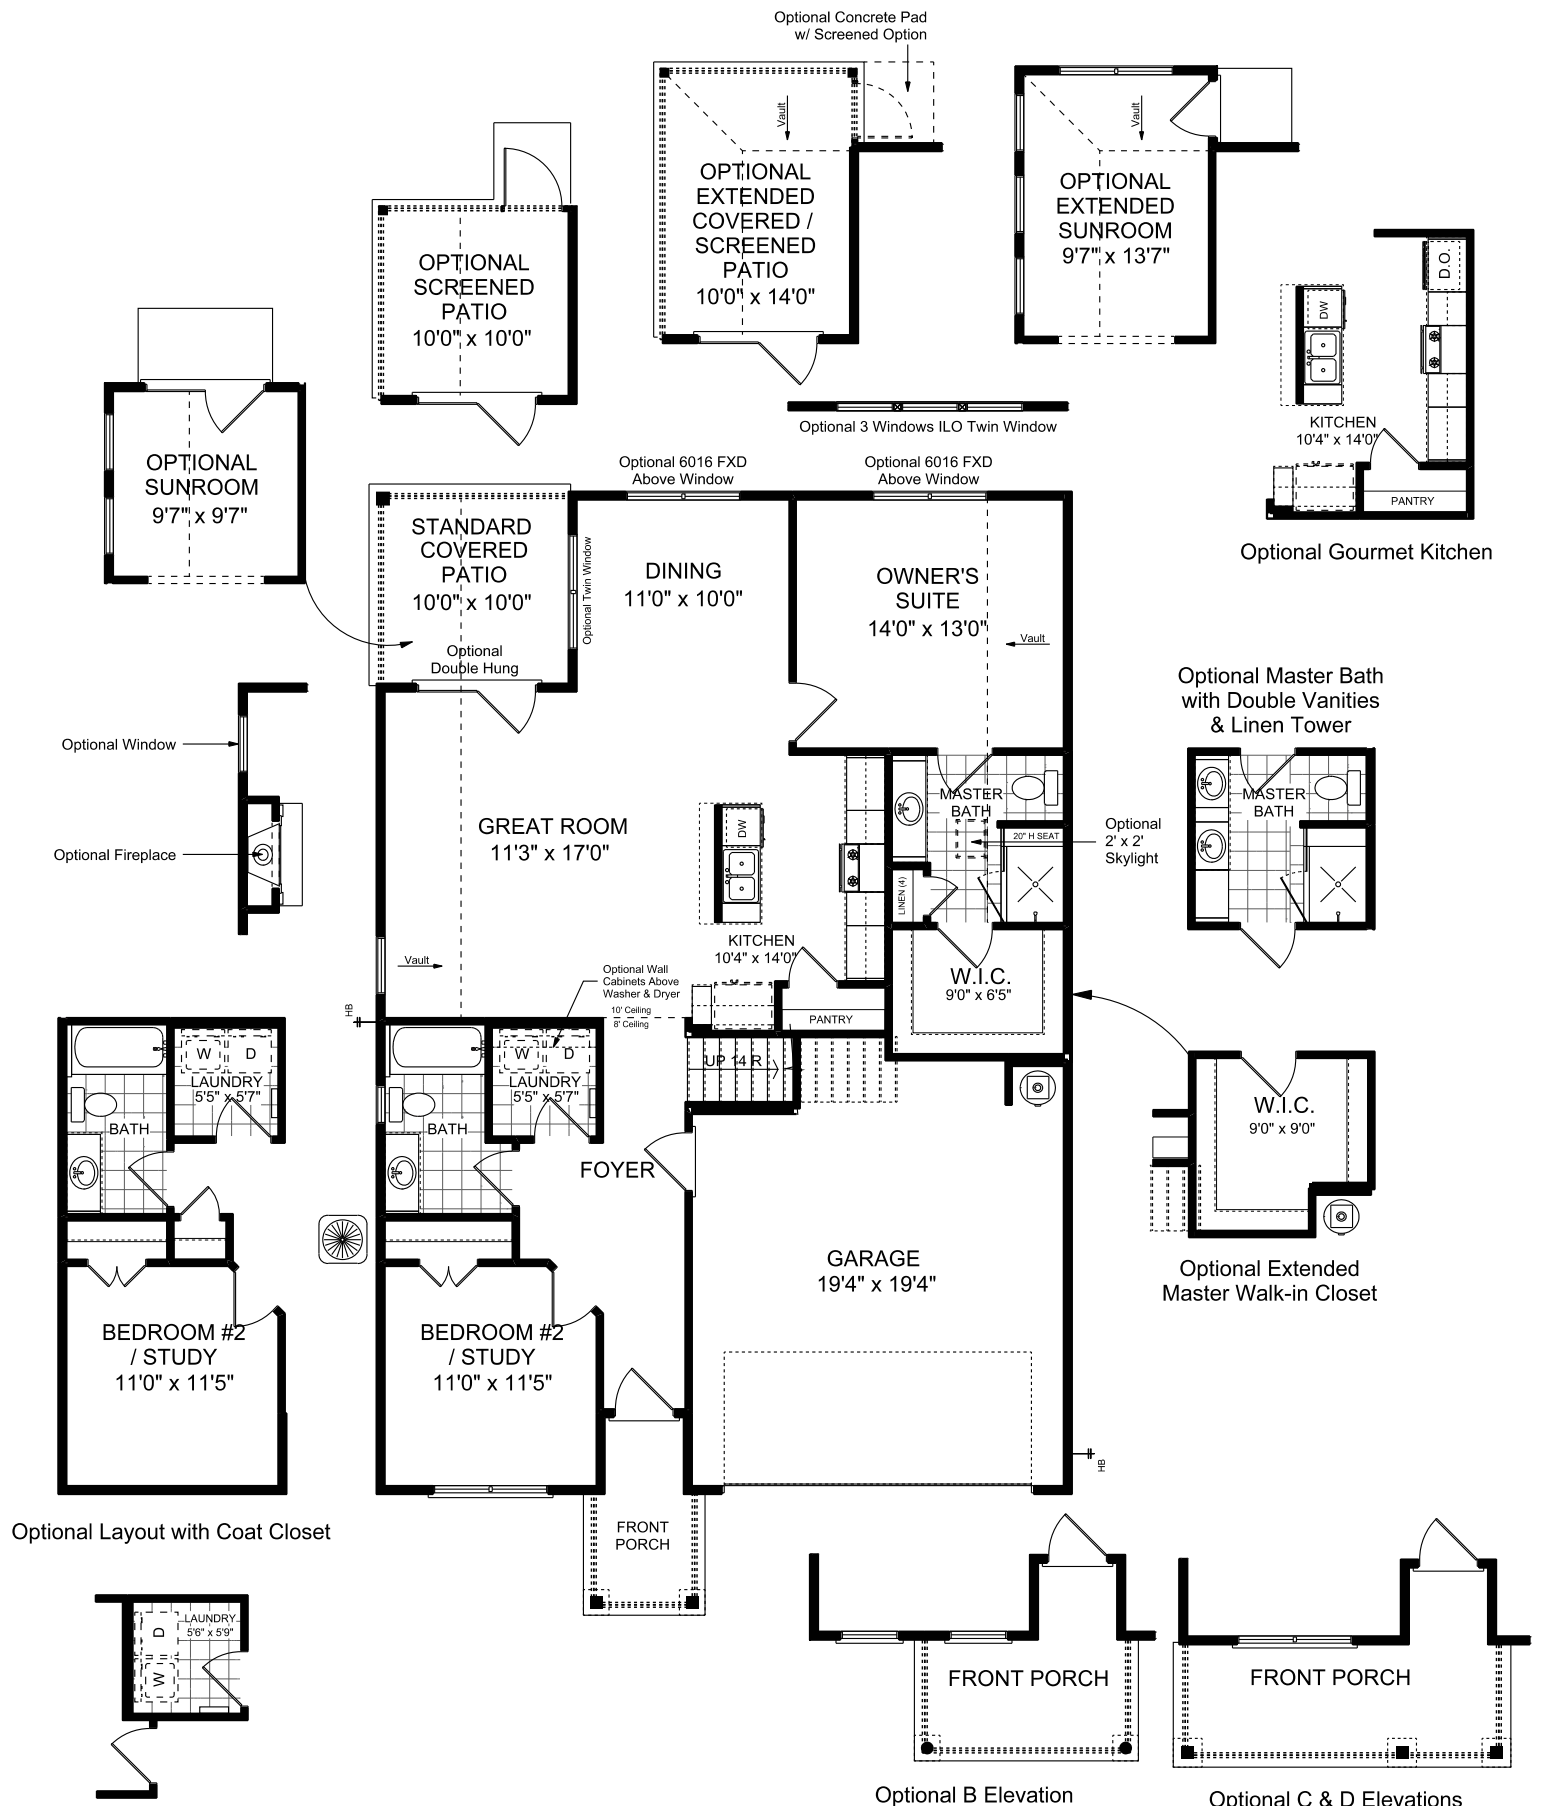 Optional Concrete Pad
w/ Screened Option
Vault
OPTIONAL
EXTENDED
COVERED /
SCREENED
PATIO
10'0" x 14'0"
Vault
OPTIONAL
EXTENDED
SUNROOM
9'7" x 13'7"
OPTIONAL
SCREENED
PATIO
10'0" x 10'0"
D.O.
DW
KITCHEN
10'4" x 14'0"
PANTRY
Optional Gourmet Kitchen
Optional 3 Windows ILO Twin Window
OPTIONAL
SUNROOM
9'7" x 9'7"
Optional 6016 FXD
Above Window
Optional 6016 FXD
Above Window
STANDARD
COVERED
PATIO
10'0" x 10'0"
Optional Twin Window
Optional
Double Hung
DINING
11'0" x 10'0"
OWNER'S
SUITE
14'0" x 13'0"
Vault
Optional Master Bath
with Double Vanities
& Linen Tower
MASTER
BATH
Optional Window
Optional Fireplace
GREAT ROOM
11'3" x 17'0"
DW
KITCHEN
10'4" x 14'0"
PANTRY
MASTER
BATH
20" H SEAT
LINEN (4)
Optional
2' x 2'
Skylight
Vault
W.I.C.
9'0" x 6'5"
Optional Wall
Cabinets Above
Washer & Dryer
10' Ceiling
8' Ceiling
HB
W
D
LAUNDRY
5'5" x 5'7"
BATH
W
D
LAUNDRY
5'5" x 5'7"
BATH
UP 14 R
FOYER
W.I.C.
9'0" x 9'0"
Optional Extended
Master Walk-in Closet
GARAGE
19'4" x 19'4"
BEDROOM #2
/ STUDY
11'0" x 11'5"
BEDROOM #2
/ STUDY
11'0" x 11'5"
HB
Optional Layout with Coat Closet
FRONT
PORCH
LAUNDRY
5'6" x 5'9"
D
W
FRONT PORCH
Optional B Elevation
FRONT PORCH
Optional C & D Elevations